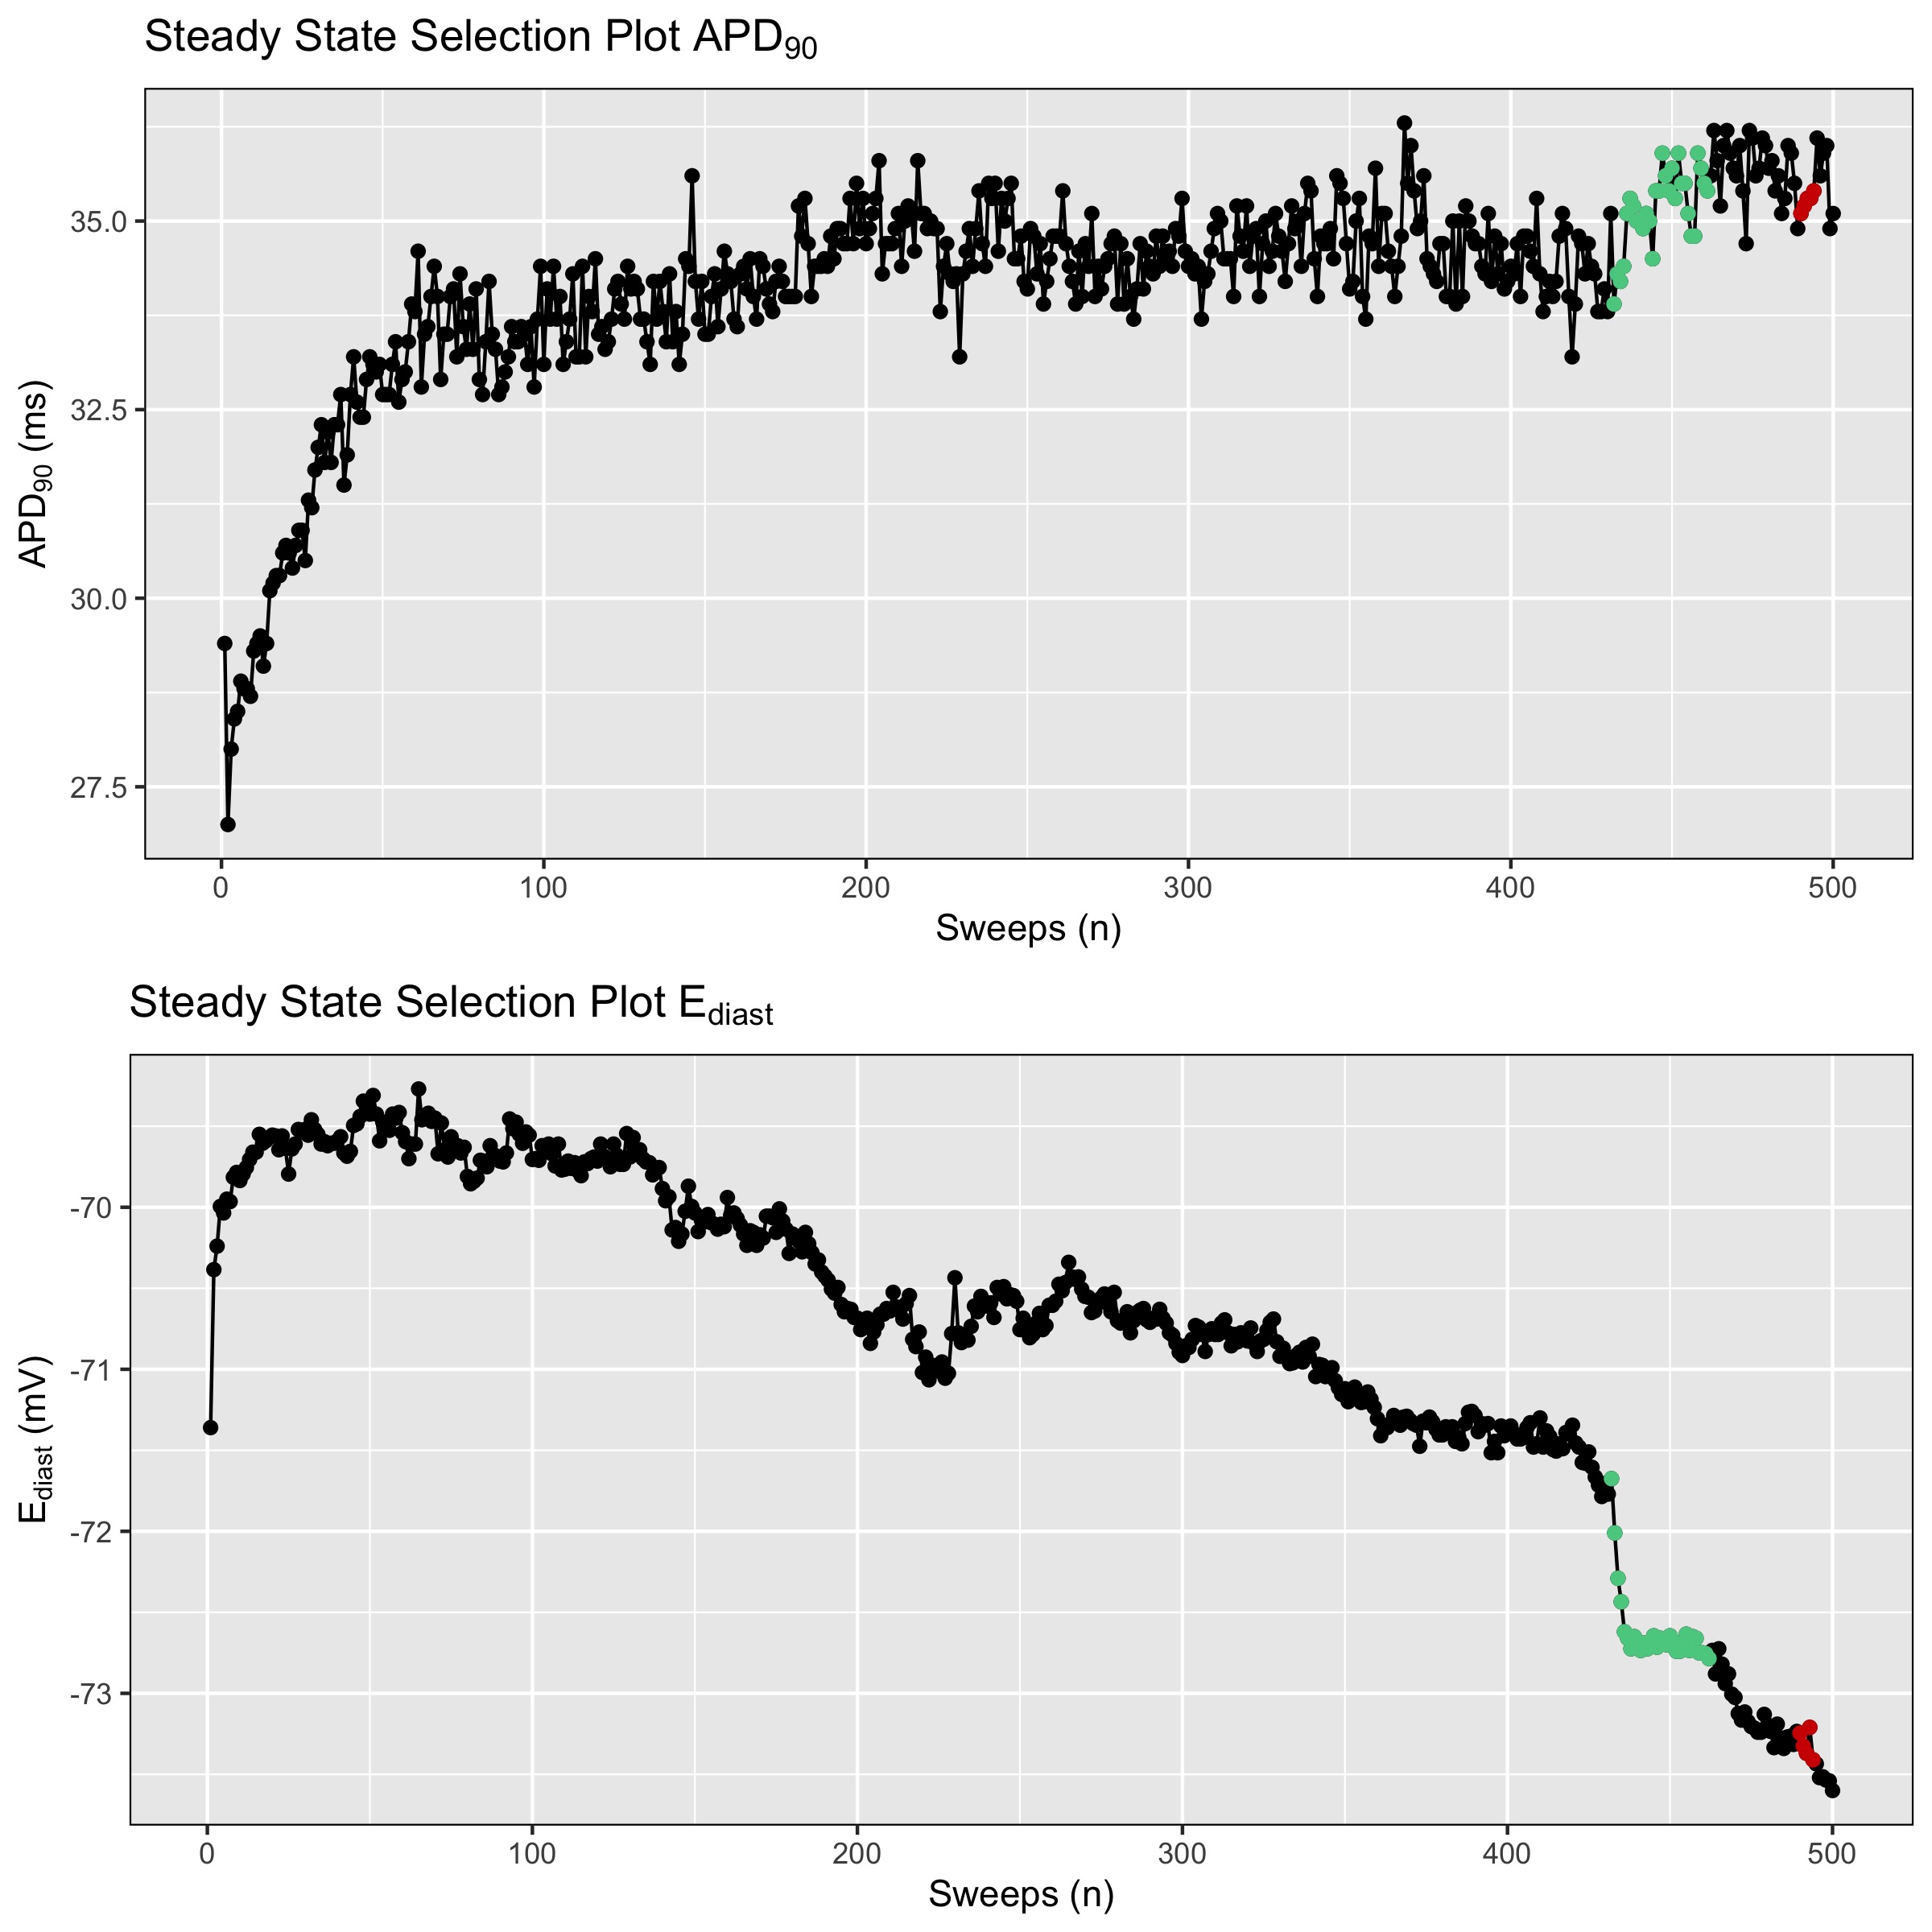 Steady State Selection Plot APD90
APD90 (ms)
35.0
32.5
30.0
27.5
0 100 200 300 400 500
Sweeps (n)
Steady State Selection Plot Ediast
Ediast (mV)
-70
-71
-72
-73
0 100 200 300 400 500
Sweeps (n)